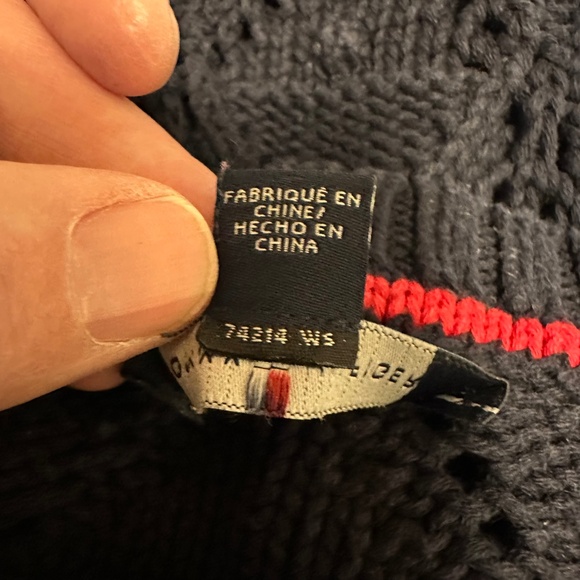 FABRIQUÉ EN
CHINE/
HECHO EN
CHINA
74214 WS